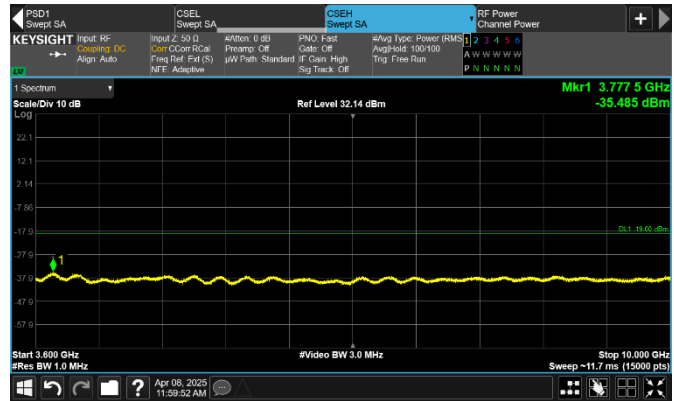 PSD1
Swept SA
CSEL
Swept SA
CSEH
Swept SA
RF Power
Channel Power
KEYSIGHT
Input: RF
Coupling: DC
Align: Auto
Input Z: 50 Ω
Corr CCorr RCal
Freq Ref: Ext (S)
NFE: Adaptive
#Atten: 0 dB
Preamp: Off
µW Path: Standard
PNO: Fast
Gate: Off
IF Gain: High
Sig Track: Off
#Avg Type: Power (RMS
Avg|Hold: 100/100
Trig: Free Run
1 2 3 4 5 6
A W W W W W
P N N N N N
LXI
1 Spectrum
Mkr1 3.777 5 GHz
Scale/Div 10 dB
Ref Level 32.14 dBm
-35.485 dBm
Log
22.1
12.1
2.14
-7.86
-17.9
DL1 -19.00 dBm
-27.9
1
-37.9
-47.9
-57.9
Start 3.600 GHz
#Video BW 3.0 MHz
Stop 10.000 GHz
#Res BW 1.0 MHz
Sweep ~11.7 ms (15000 pts)
Apr 08, 2025
11:59:52 AM